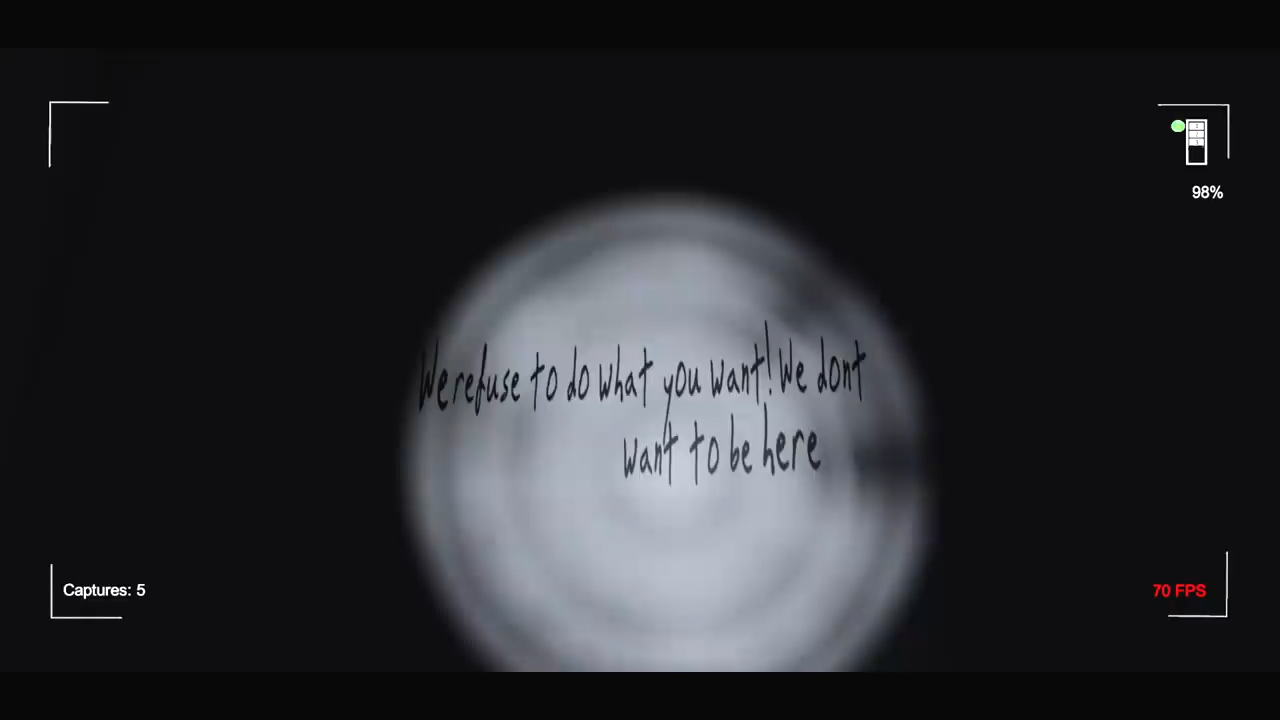 98%
We refuse to do what you want! We dont
want to be here
Captures: 5
70 FPS